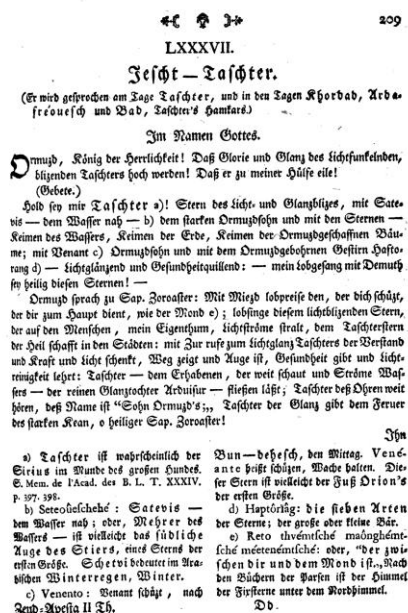 209
LXXXVII.
Jescht — Taschter.
(Er wird gesprochen am Tage Taschter, und in den Tagen Khordad, Arda-
freouesch und Bad, Taschter's Hamkars.)
Im Namen Gottes.
Ormuzd, König der Herrlichkeit! Daß Glorie und Glanz des Lichtfunkelnden,
blizenden Taschters hoch werden! Daß er zu meiner Hülfe eile!
(Gebete.)
Hold sey mir Taschter a)! Stern des Licht- und Glanzblizes, mit Sate-
vis — dem Wasser nah — b) dem starken Ormuzdsohn und mit den Sternen —
Keimen des Wassers, Keimen der Erde, Keimen der Ormuzdgeschaffnen Bäu-
me; mit Venant c) Ormuzdsohn und mit dem Ormuzdgebohrnen Gestirn Hafto-
rang d) — Lichtglänzend und Gesundheitquillend: — mein Lobgesang mit Demuth
sey heilig diesen Sternen! —
Ormuzd sprach zu Sap. Zoroaster: Mit Miezd lobpreise den, der dich schüzt,
der dir zum Haupt dient, wie der Mond e); lobsinge diesem lichtblizenden Stern,
der auf den Menschen, mein Eigenthum, Lichtströme stralt, dem Taschterstern
der Heil schafft in den Städten: mit Zur rufe zum Lichtglanz Taschters der Verstand
und Kraft und Licht schenkt, Weg zeigt und Auge ist, Gesundheit gibt und Licht-
reinigkeit lehrt: Taschter — dem Erhabenen, der weit schaut und Ströme Was-
sers — der reinen Glanztochter Arduisur — fließen läßt; Taschter deß Ohren weit
hören, deß Name ist "Sohn Ormuzd's;„ Taschter der Glanz gibt dem Feruer
des starken Kean, o heiliger Sap. Zoroaster!
Ihn
a) Taschter ist wahrscheinlich der
Sirius im Munde des großen Hundes.
S. Mem. de l'Acad. des B. L. T. XXXIV.
p. 397. 398.
b) Seteoûeschehé: Satevis —
dem Wasser nah; oder, Mehrer des
Wassers — ist vielleicht das südliche
Auge des Stiers, eines Sterns der
ersten Größe. Schetvi bedeutet im Ara-
bischen Winterregen, Winter.
c) Venento: Venant schüzt, nach
Zend-Avesta II Th.
Bun-dehesch, den Mittag. Vené-
ante heißt schüzen, Wache halten. Die-
ser Stern ist vielleicht der Fuß Orion's
der ersten Größe.
d) Haptôrîag: die sieben Arten
der Sterne; der große oder kleine Bär.
e) Reto thvémtsché maônghémt-
sché méetenémtsché: oder, "der zwi-
schen dir und dem Mond ist.„ Nach
den Büchern der Parsen ist der Himmel
der Fixsterne unter dem Mondhimmel.
Dd.